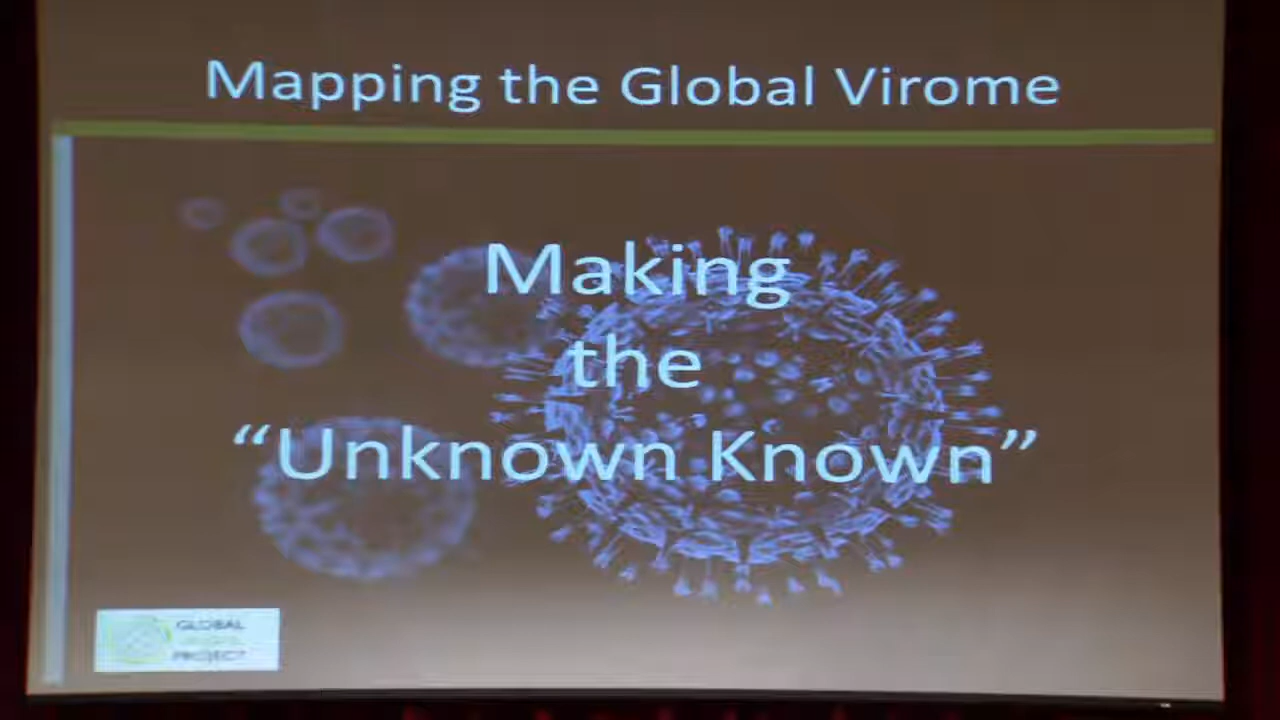 Mapping the Global Virome
Making
the
“Unknown Known”
GLOBAL
PROJECT